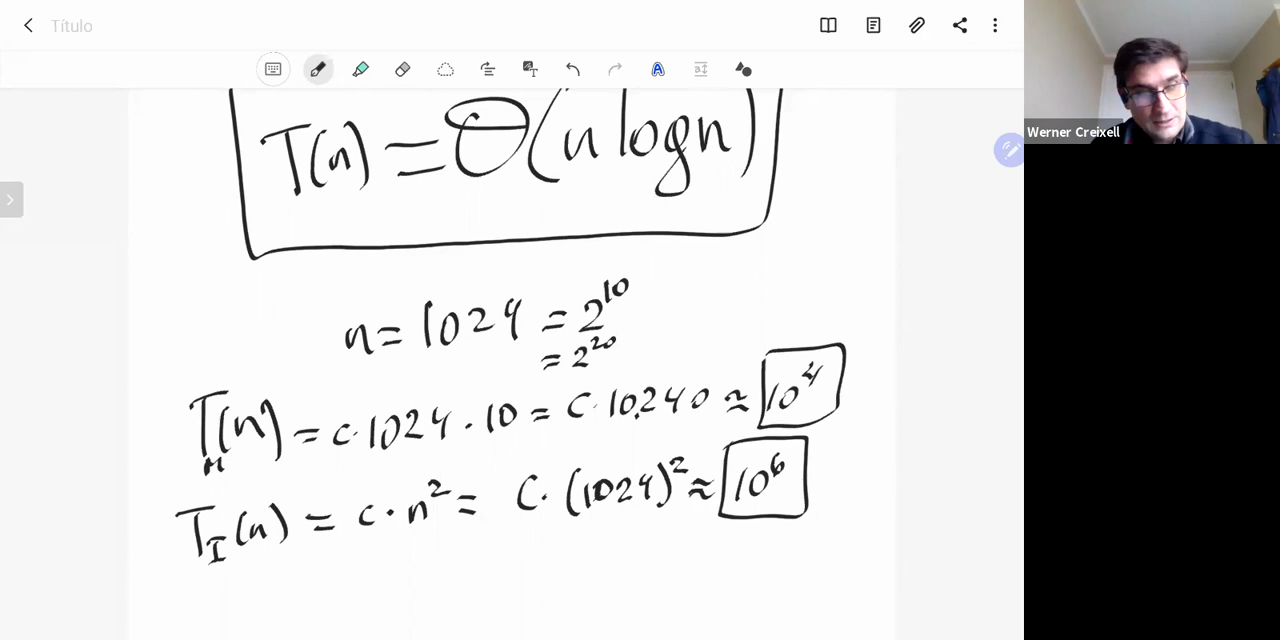 Título
T(n) = Θ(n log n)
n = 1024 = 2^10
= 2^20
T_M(n) = c·1024·10 = C·10.240 ≈ 10^4
T_I(n) = c·n^2 = C·(1024)^2 ≈ 10^6
Werner Creixell